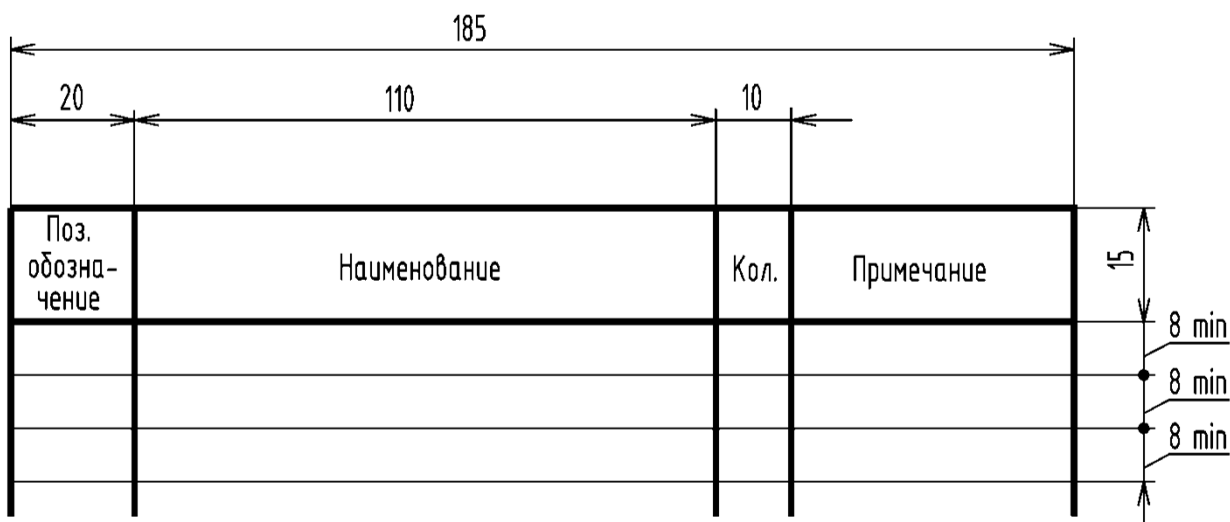 185
20
110
10
Поз.
обозна-
чение
Наименование
Кол.
Примечание
15
8 min
8 min
8 min